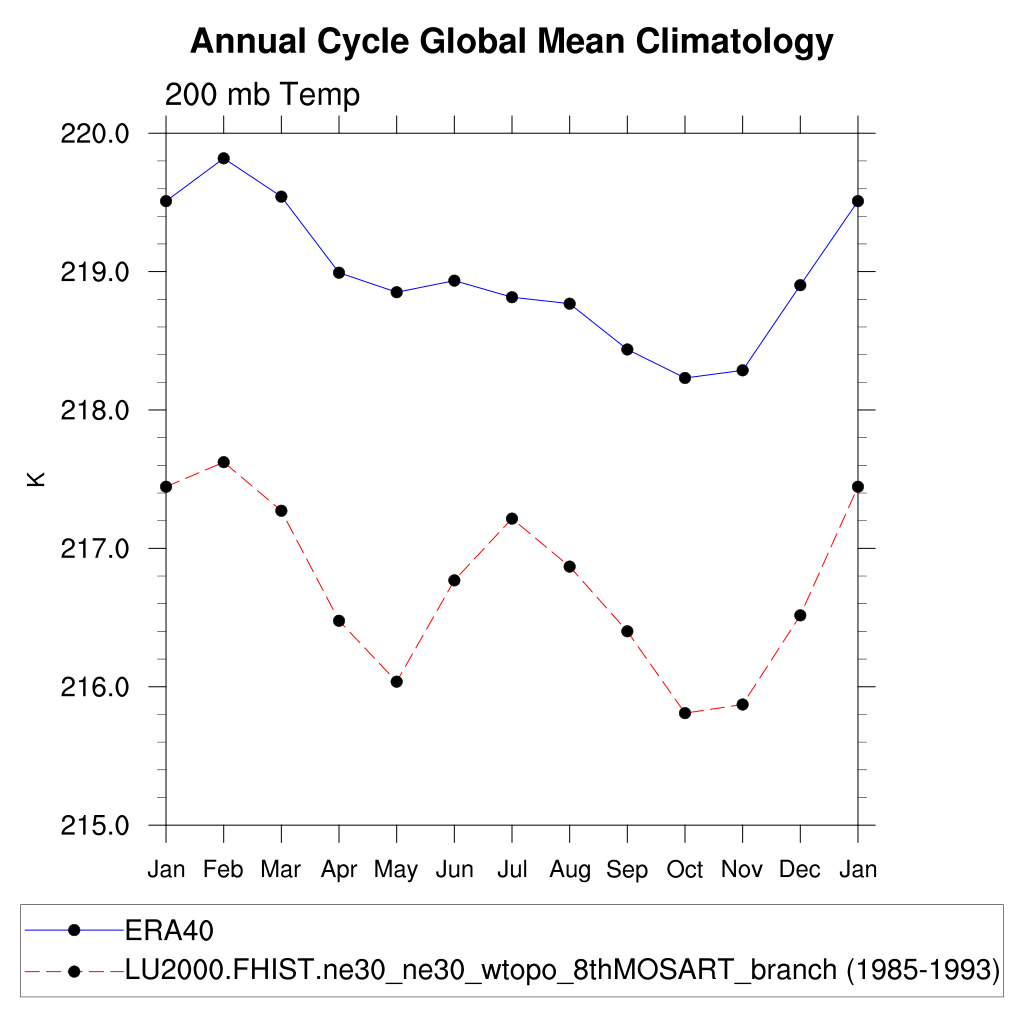 Annual Cycle Global Mean Climatology
200 mb Temp
220.0
219.0
218.0
217.0
216.0
215.0
K
Jan Feb Mar Apr May Jun Jul Aug Sep Oct Nov Dec Jan
ERA40
LU2000.FHIST.ne30_ne30_wtopo_8thMOSART_branch (1985-1993)